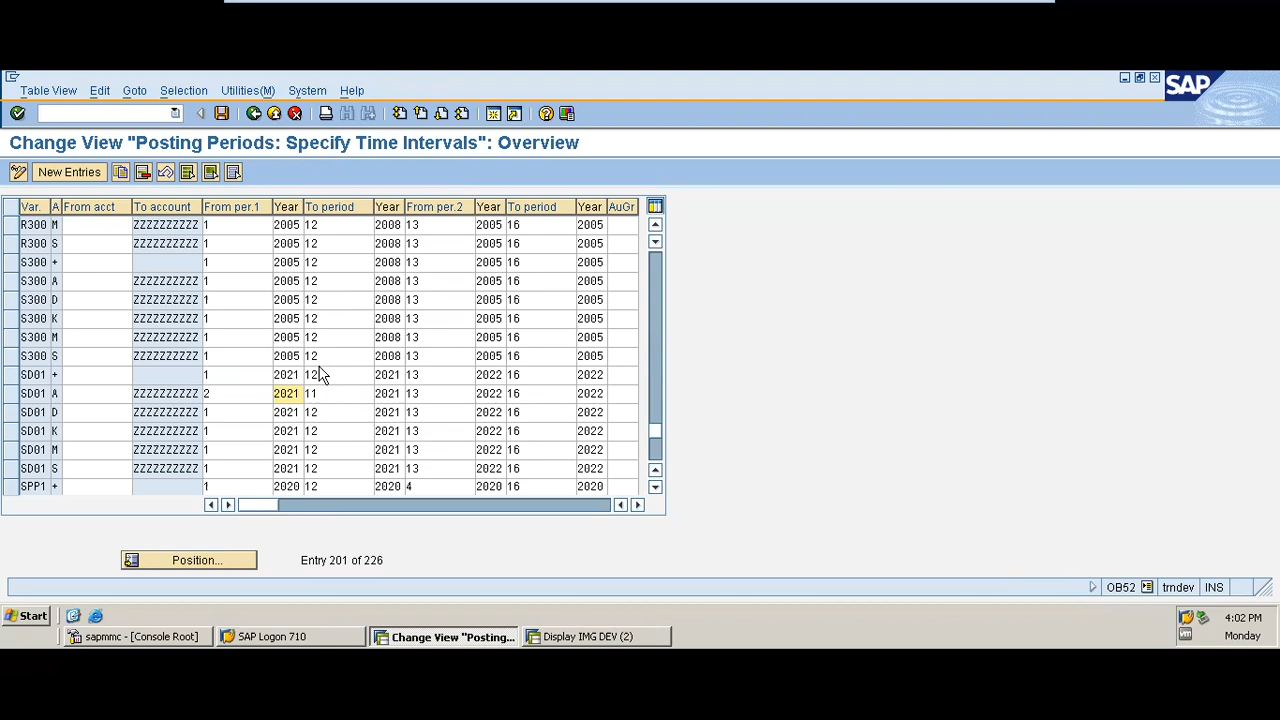 Table View Edit Goto Selection Utilities(M) System Help
SAP
Change View "Posting Periods: Specify Time Intervals": Overview
New Entries
Var. A From acct To account From per.1 Year To period Year From per.2 Year To period Year AuGr
R300 M ZZZZZZZZZZ 1 2005 12 2008 13 2005 16 2005
R300 S ZZZZZZZZZZ 1 2005 12 2008 13 2005 16 2005
S300 + 1 2005 12 2008 13 2005 16 2005
S300 A ZZZZZZZZZZ 1 2005 12 2008 13 2005 16 2005
S300 D ZZZZZZZZZZ 1 2005 12 2008 13 2005 16 2005
S300 K ZZZZZZZZZZ 1 2005 12 2008 13 2005 16 2005
S300 M ZZZZZZZZZZ 1 2005 12 2008 13 2005 16 2005
S300 S ZZZZZZZZZZ 1 2005 12 2008 13 2005 16 2005
SD01 + 1 2021 12 2021 13 2022 16 2022
SD01 A ZZZZZZZZZZ 2 2021 11 2021 13 2022 16 2022
SD01 D ZZZZZZZZZZ 1 2021 12 2021 13 2022 16 2022
SD01 K ZZZZZZZZZZ 1 2021 12 2021 13 2022 16 2022
SD01 M ZZZZZZZZZZ 1 2021 12 2021 13 2022 16 2022
SD01 S ZZZZZZZZZZ 1 2021 12 2021 13 2022 16 2022
SPP1 + 1 2020 12 2020 4 2020 16 2020
Position... Entry 201 of 226
OB52 trndev INS
Start 4:02 PM
sapmmc - [Console Root] SAP Logon 710 Change View "Posting... Display IMG DEV (2) Monday